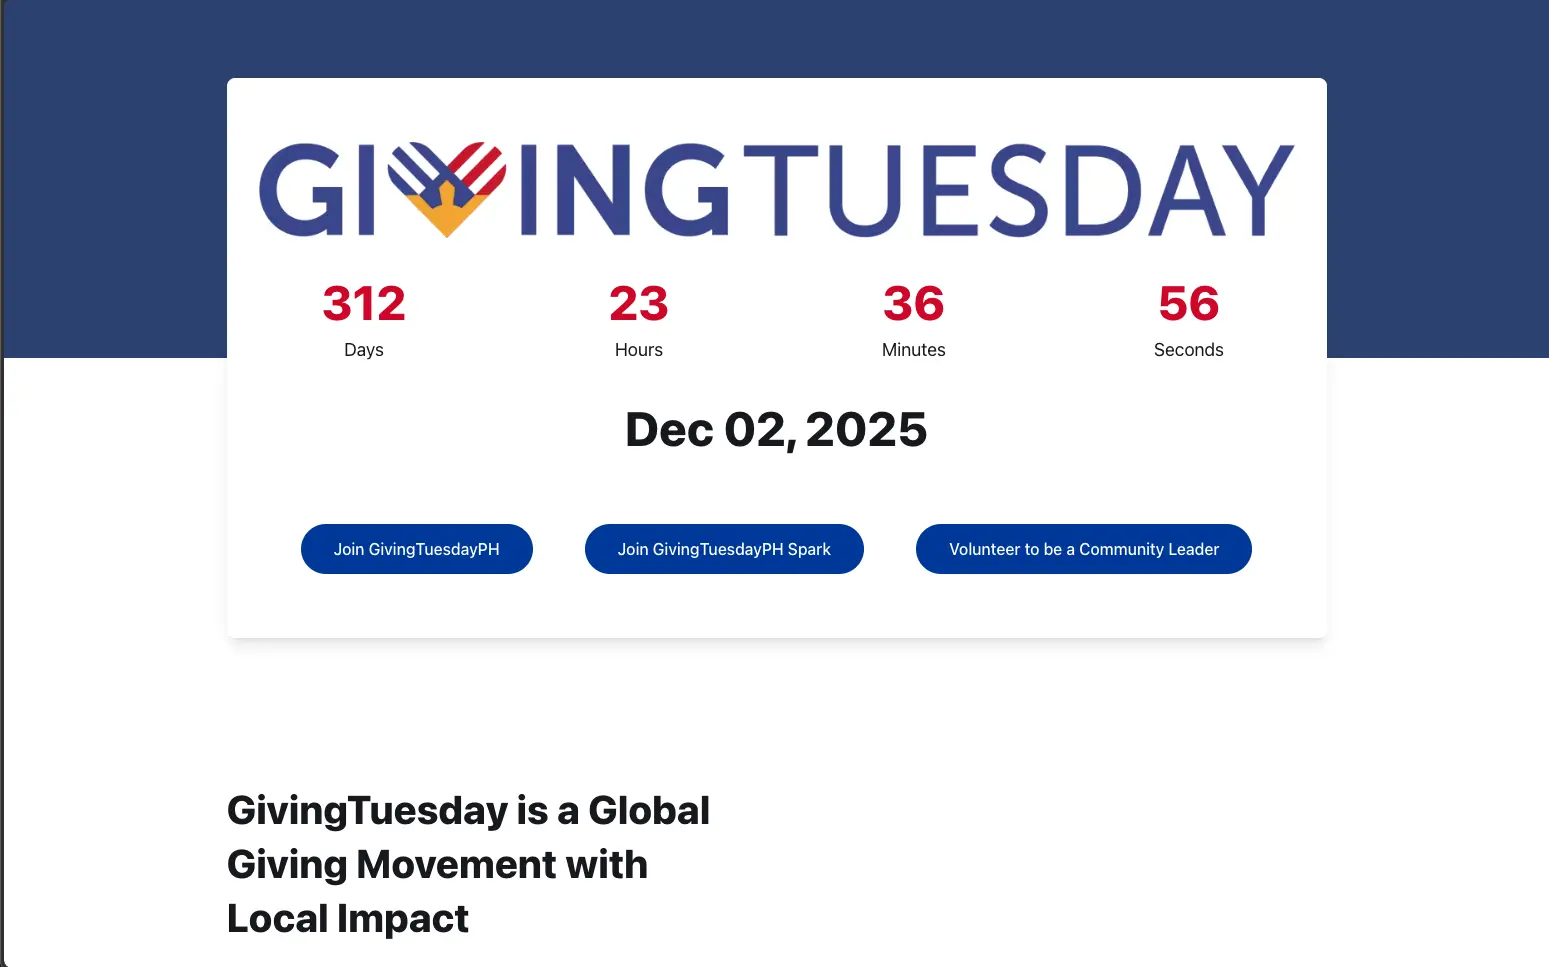 GIVINGTUESDAY
312
Days
23
Hours
36
Minutes
56
Seconds
Dec 02, 2025
Join GivingTuesdayPH
Join GivingTuesdayPH Spark
Volunteer to be a Community Leader
GivingTuesday is a Global
Giving Movement with
Local Impact